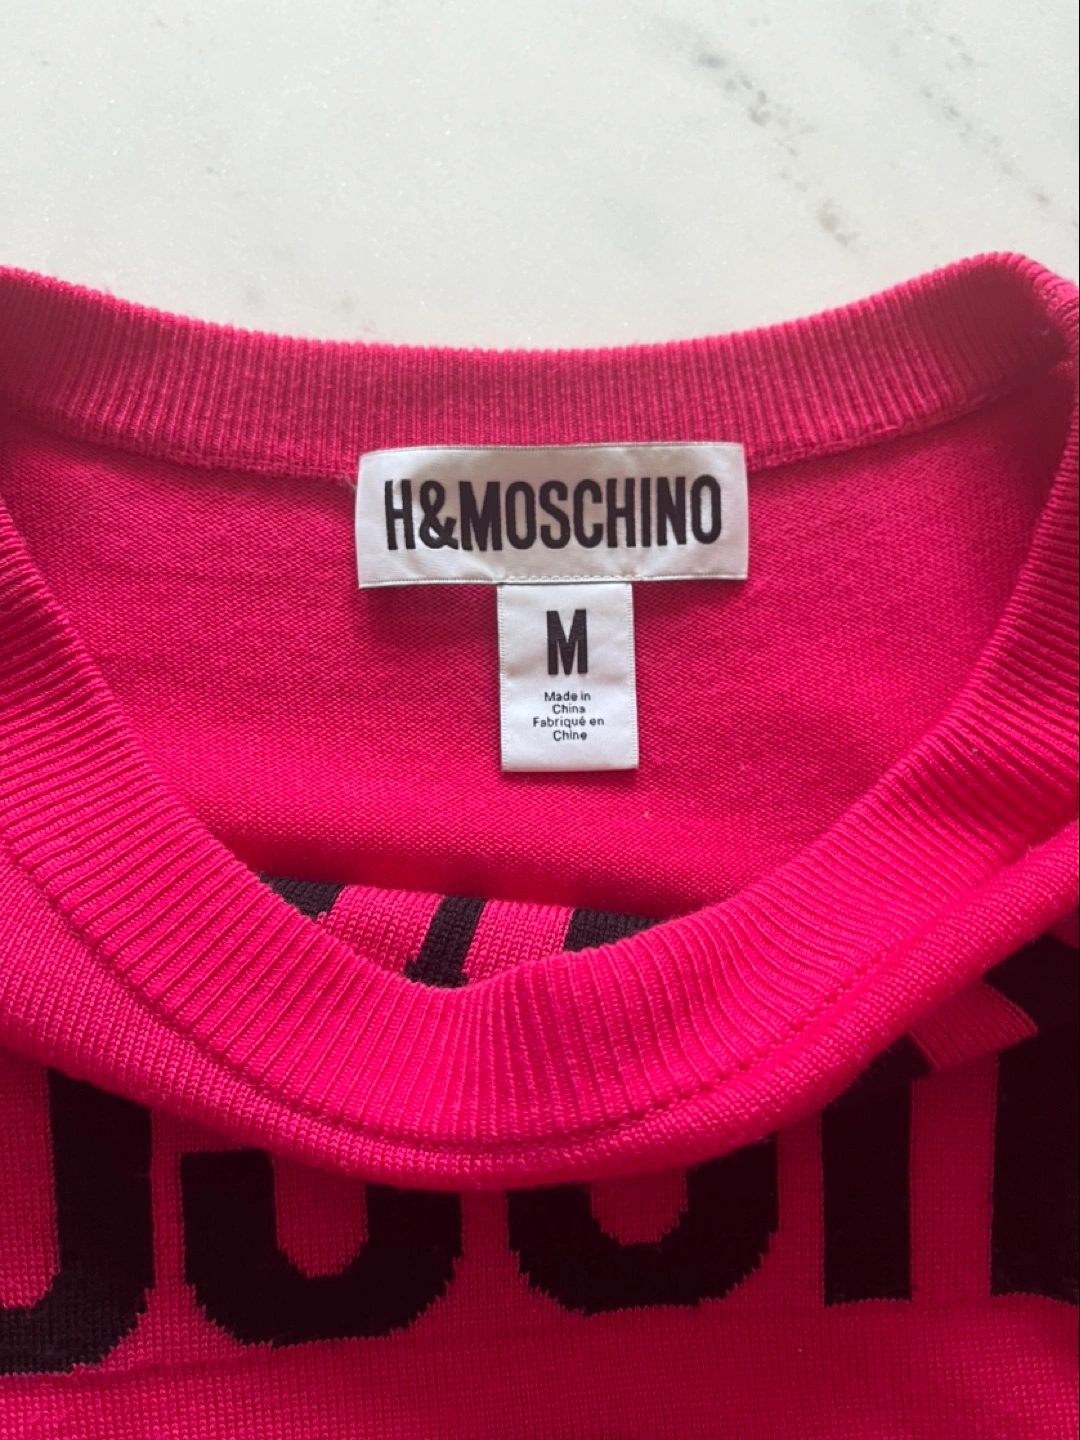 H&MOSCHINO
M
Made in
China
Fabriqué en
Chine